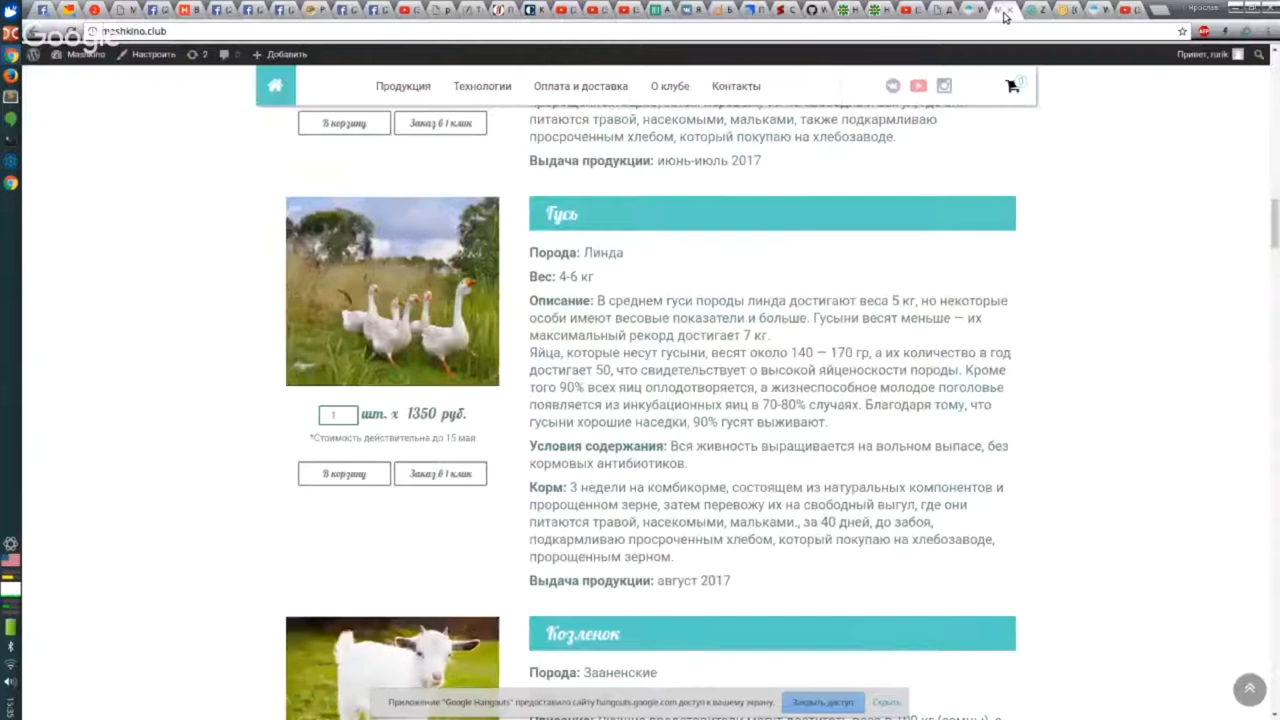 mashkino.club
Mashkino
Настроить
2
0
Добавить
Привет, rurik
Google
Продукция
Технологии
Оплата и доставка
О клубе
Контакты
0
В корзину
Заказ в 1 клик
питаются травой, насекомыми, мальками, также подкармливаю
просроченным хлебом, который покупаю на хлебозаводе.
Выдача продукции: июнь-июль 2017
Гусь
Порода: Линда
Вес: 4-6 кг
Описание: В среднем гуси породы линда достигают веса 5 кг, но некоторые
особи имеют весовые показатели и больше. Гусыни весят меньше — их
максимальный рекорд достигает 7 кг.
Яйца, которые несут гусыни, весят около 140 — 170 гр, а их количество в год
достигает 50, что свидетельствует о высокой яйценоскости породы. Кроме
того 90% всех яиц оплодотворяется, а жизнеспособное молодое поголовье
появляется из инкубационных яиц в 70-80% случаях. Благодаря тому, что
гусыни хорошие наседки, 90% гусят выживают.
1 шт. х 1350 руб.
*Стоимость действительна до 15 мая
В корзину
Заказ в 1 клик
Условия содержания: Вся живность выращивается на вольном выпасе, без
кормовых антибиотиков.
Корм: 3 недели на комбикорме, состоящем из натуральных компонентов и
пророщенном зерне, затем перевожу их на свободный выгул, где они
питаются травой, насекомыми, мальками., за 40 дней, до забоя,
подкармливаю просроченным хлебом, который покупаю на хлебозаводе,
пророщенным зерном.
Выдача продукции: август 2017
Козленок
Порода: Зааненские
Приложение "Google Hangouts" предоставило сайту hangouts.google.com доступ к вашему экрану.
Закрыть доступ
Скрыть
13:35